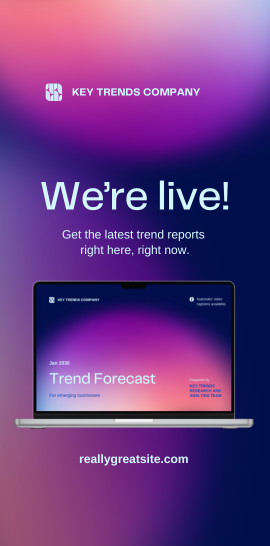 KEY TRENDS COMPANY
We're live!
Get the latest trend reports
right here, right now.
KEY TRENDS COMPANY
Automatic video
captions available
Jan 2030
Trend Forecast
For emerging businesses
Prepared by
KEY TRENDS
RESEARCH AND
ANALYSIS TEAM
reallygreatsite.com